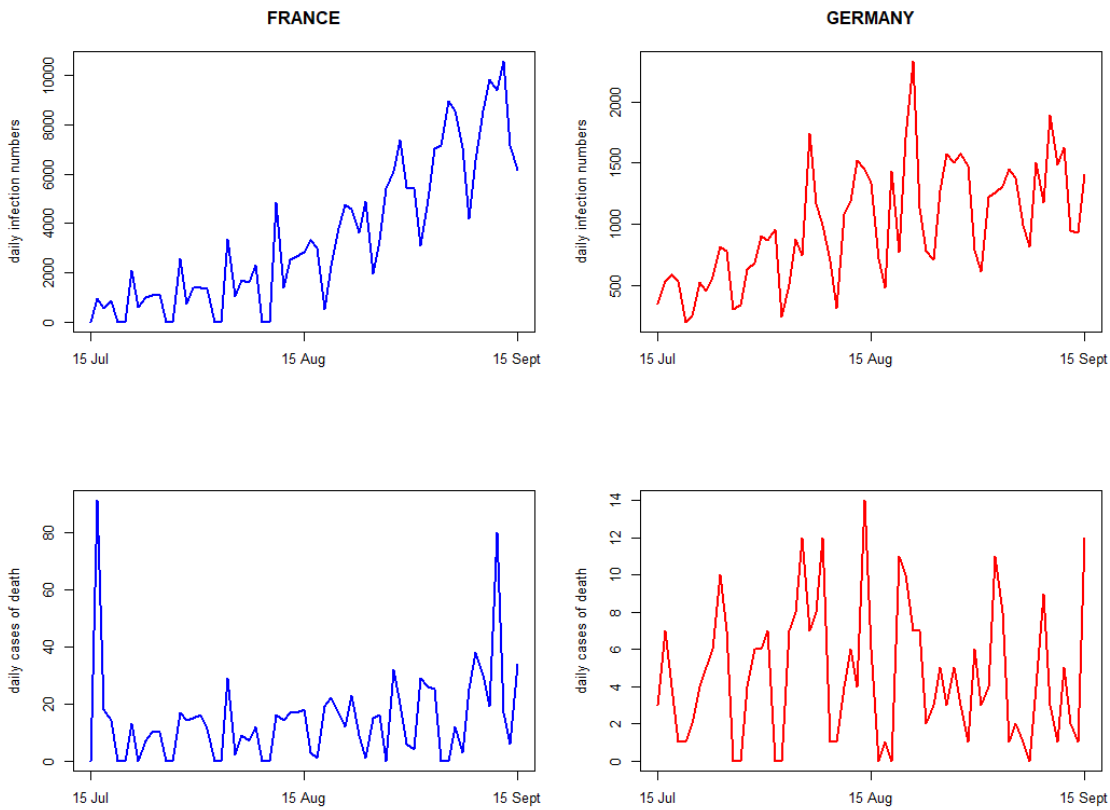 FRANCE
GERMANY
daily infection numbers
0
2000
4000
6000
8000
10000
15 Jul
15 Aug
15 Sept
daily infection numbers
500
1000
1500
2000
15 Jul
15 Aug
15 Sept
daily cases of death
0
20
40
60
80
15 Jul
15 Aug
15 Sept
daily cases of death
0
2
4
6
8
10
12
14
15 Jul
15 Aug
15 Sept